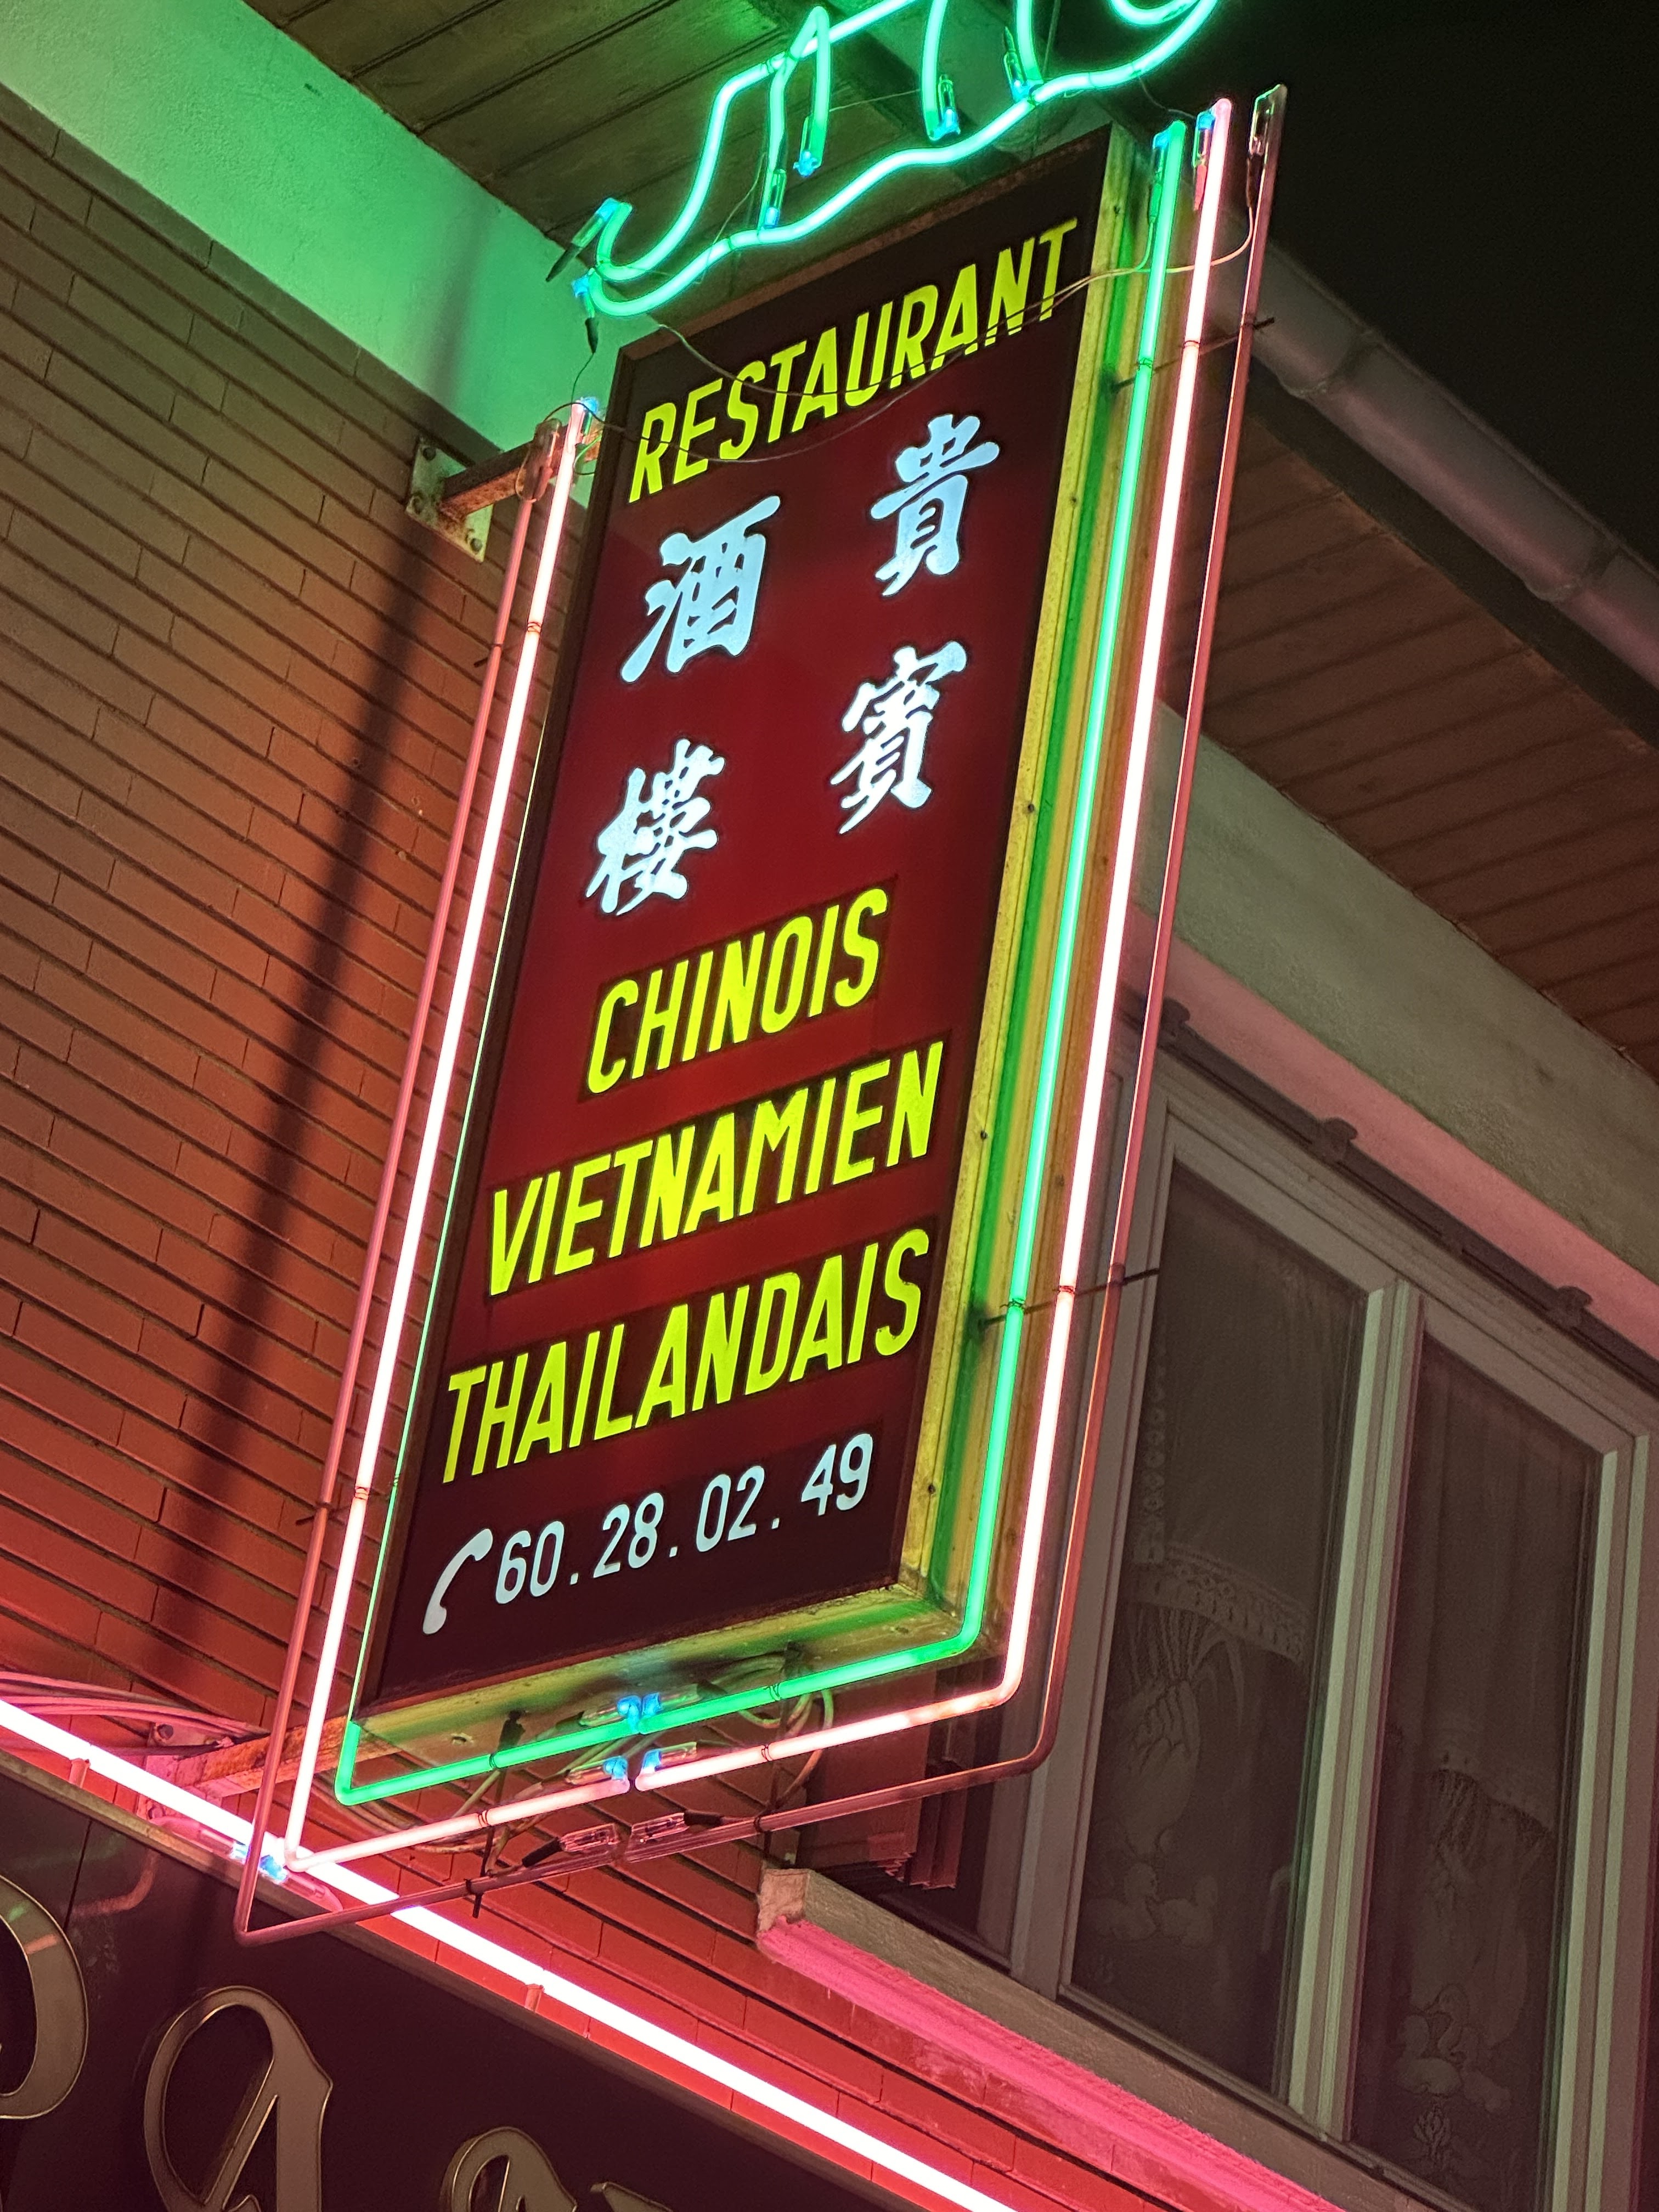 RESTAURANT
貴賓
酒樓
CHINOIS
VIETNAMIEN
THAILANDAIS
60.28.02.49